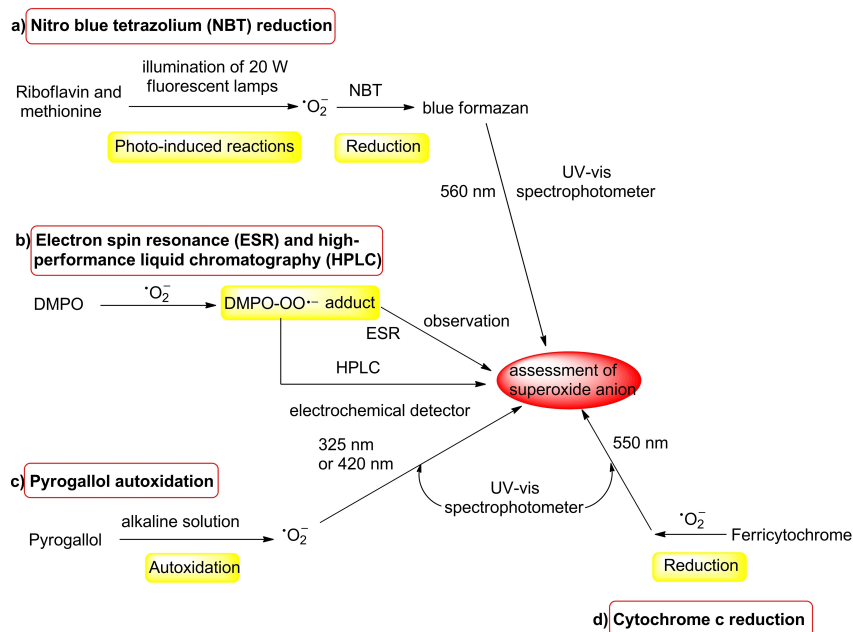 a) Nitro blue tetrazolium (NBT) reduction
illumination of 20 W
fluorescent lamps
Riboflavin and
methionine
•O₂⁻
NBT
blue formazan
Photo-induced reactions
Reduction
560 nm
UV-vis
spectrophotometer
b) Electron spin resonance (ESR) and high-
performance liquid chromatography (HPLC)
DMPO
•O₂⁻
DMPO-OO•− adduct
ESR
observation
HPLC
electrochemical detector
assessment of
superoxide anion
325 nm
or 420 nm
550 nm
c) Pyrogallol autoxidation
UV-vis
spectrophotometer
Pyrogallol
alkaline solution
•O₂⁻
Autoxidation
•O₂⁻
Ferricytochrome
Reduction
d) Cytochrome c reduction